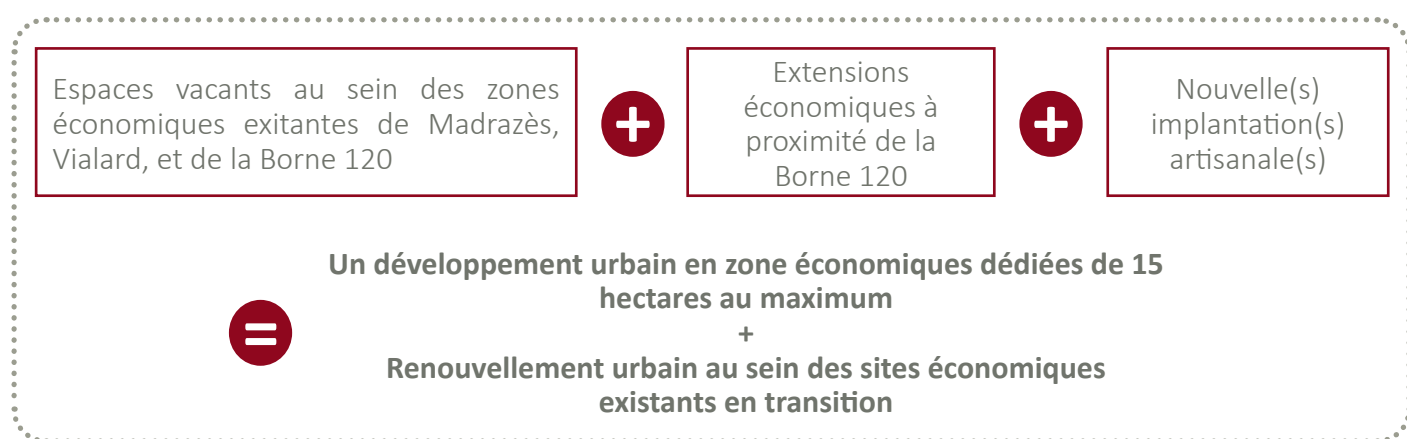 Espaces vacants au sein des zones
économiques exitantes de Madrazès,
Vialard, et de la Borne 120
+
Extensions
économiques à
proximité de la
Borne 120
+
Nouvelle(s)
implantation(s)
artisanale(s)
=
Un développement urbain en zone économiques dédiées de 15
hectares au maximum
+
Renouvellement urbain au sein des sites économiques
existants en transition